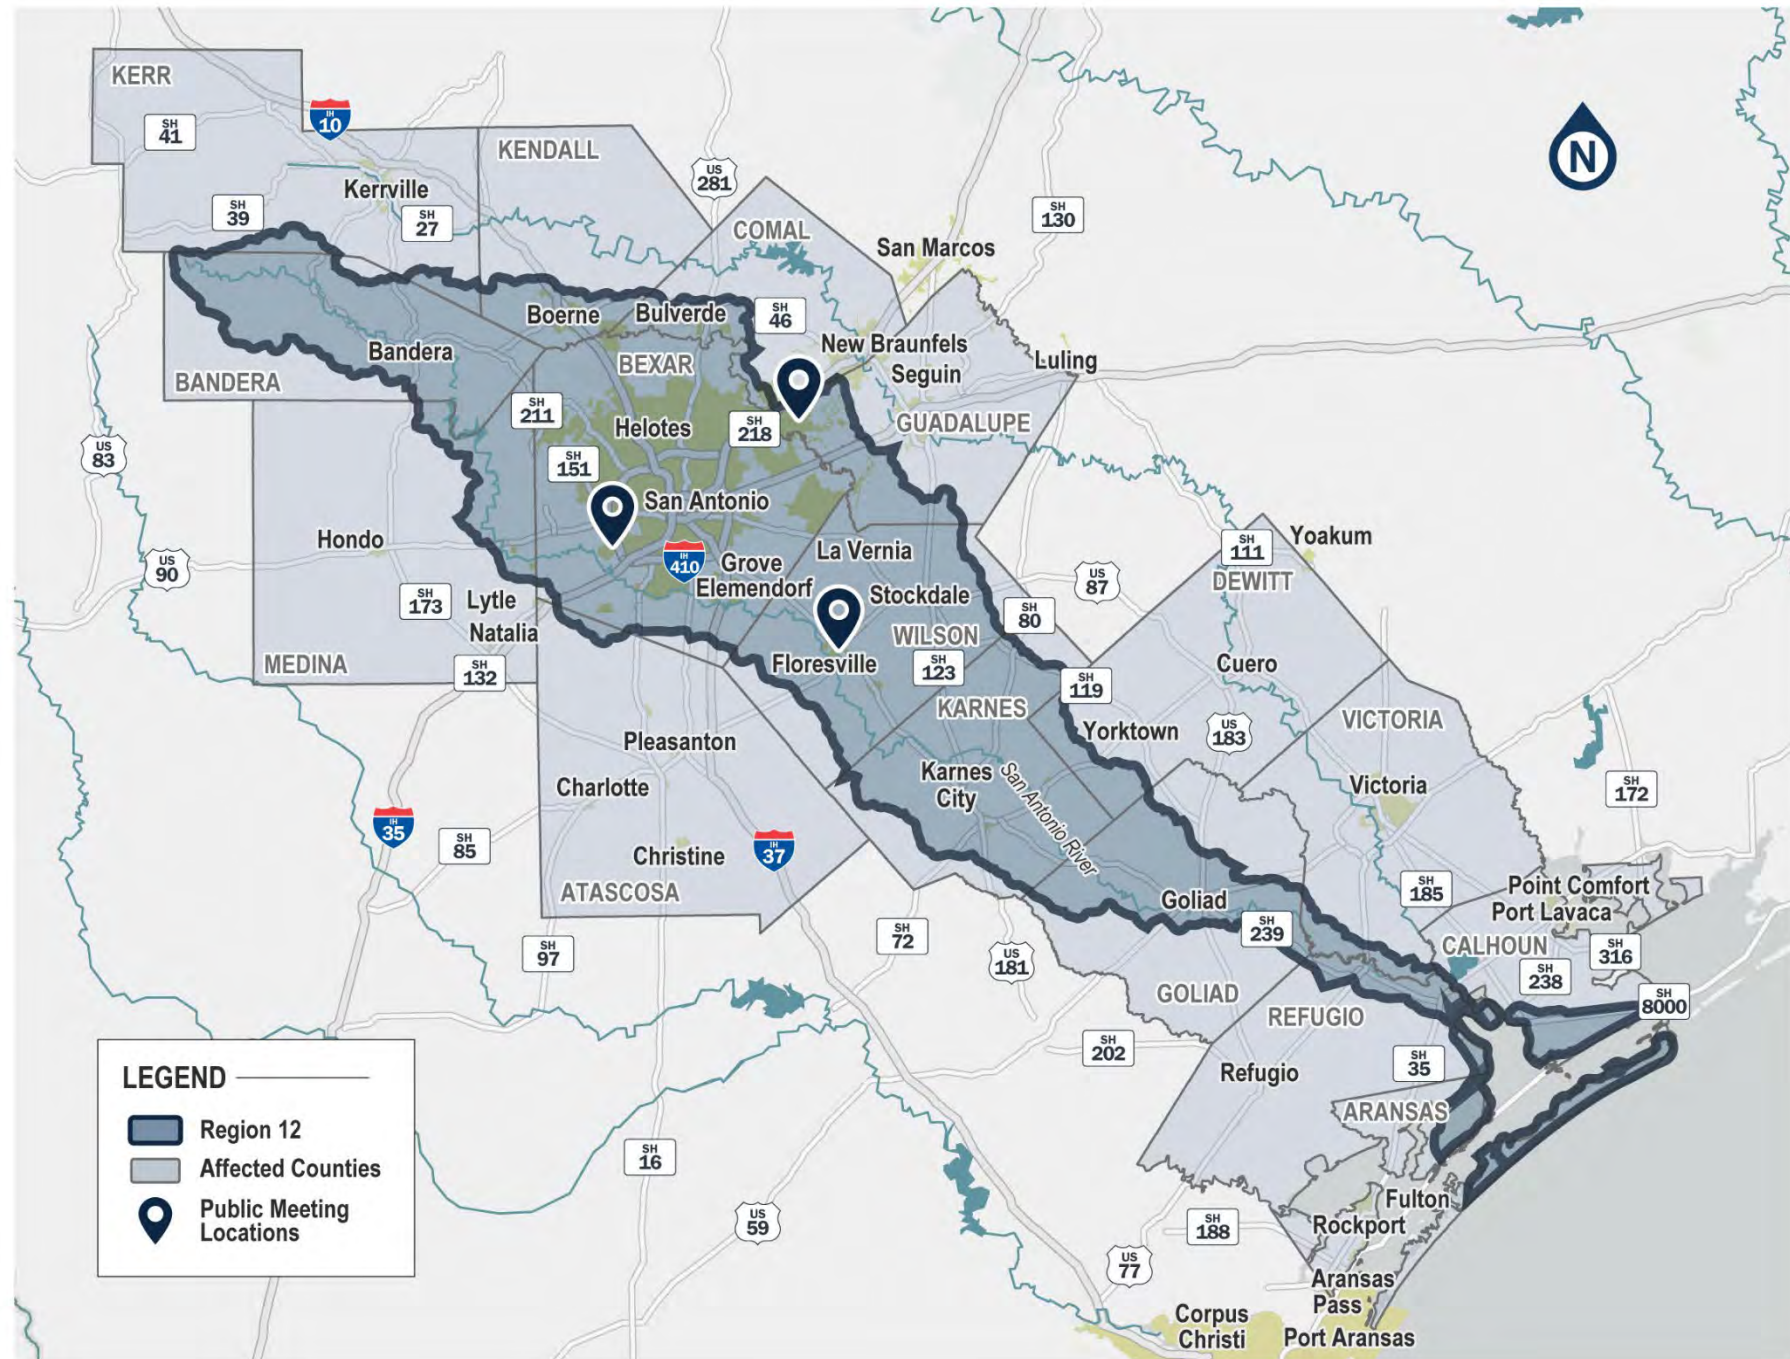 KERR
SH
41
IH
10
KENDALL
US
281
Kerrville
SH
39
SH
27
COMAL
SH
130
San Marcos
N
Boerne
Bulverde
SH
46
Bandera
BEXAR
New Braunfels
Seguin
Luling
BANDERA
SH
211
Helotes
SH
218
GUADALUPE
US
83
SH
151
San Antonio
Hondo
US
90
IH
410
Grove
Elemendorf
La Vernia
SH
111
Yoakum
DEWITT
US
87
SH
173
Lytle
Natalia
Stockdale
SH
80
WILSON
MEDINA
SH
132
Floresville
SH
123
Cuero
SH
119
KARNES
VICTORIA
Yorktown
US
183
Pleasanton
Karnes
City
San Antonio River
Victoria
SH
172
Charlotte
IH
35
SH
85
Christine
IH
37
ATASCOSA
Goliad
SH
185
Point Comfort
Port Lavaca
SH
97
SH
72
US
181
SH
239
CALHOUN
SH
316
SH
238
GOLIAD
REFUGIO
SH
8000
SH
202
Refugio
SH
35
ARANSAS
LEGEND
Region 12
Affected Counties
Public Meeting
Locations
SH
16
US
59
SH
188
US
77
Fulton
Rockport
Aransas
Pass
Corpus
Christi
Port Aransas